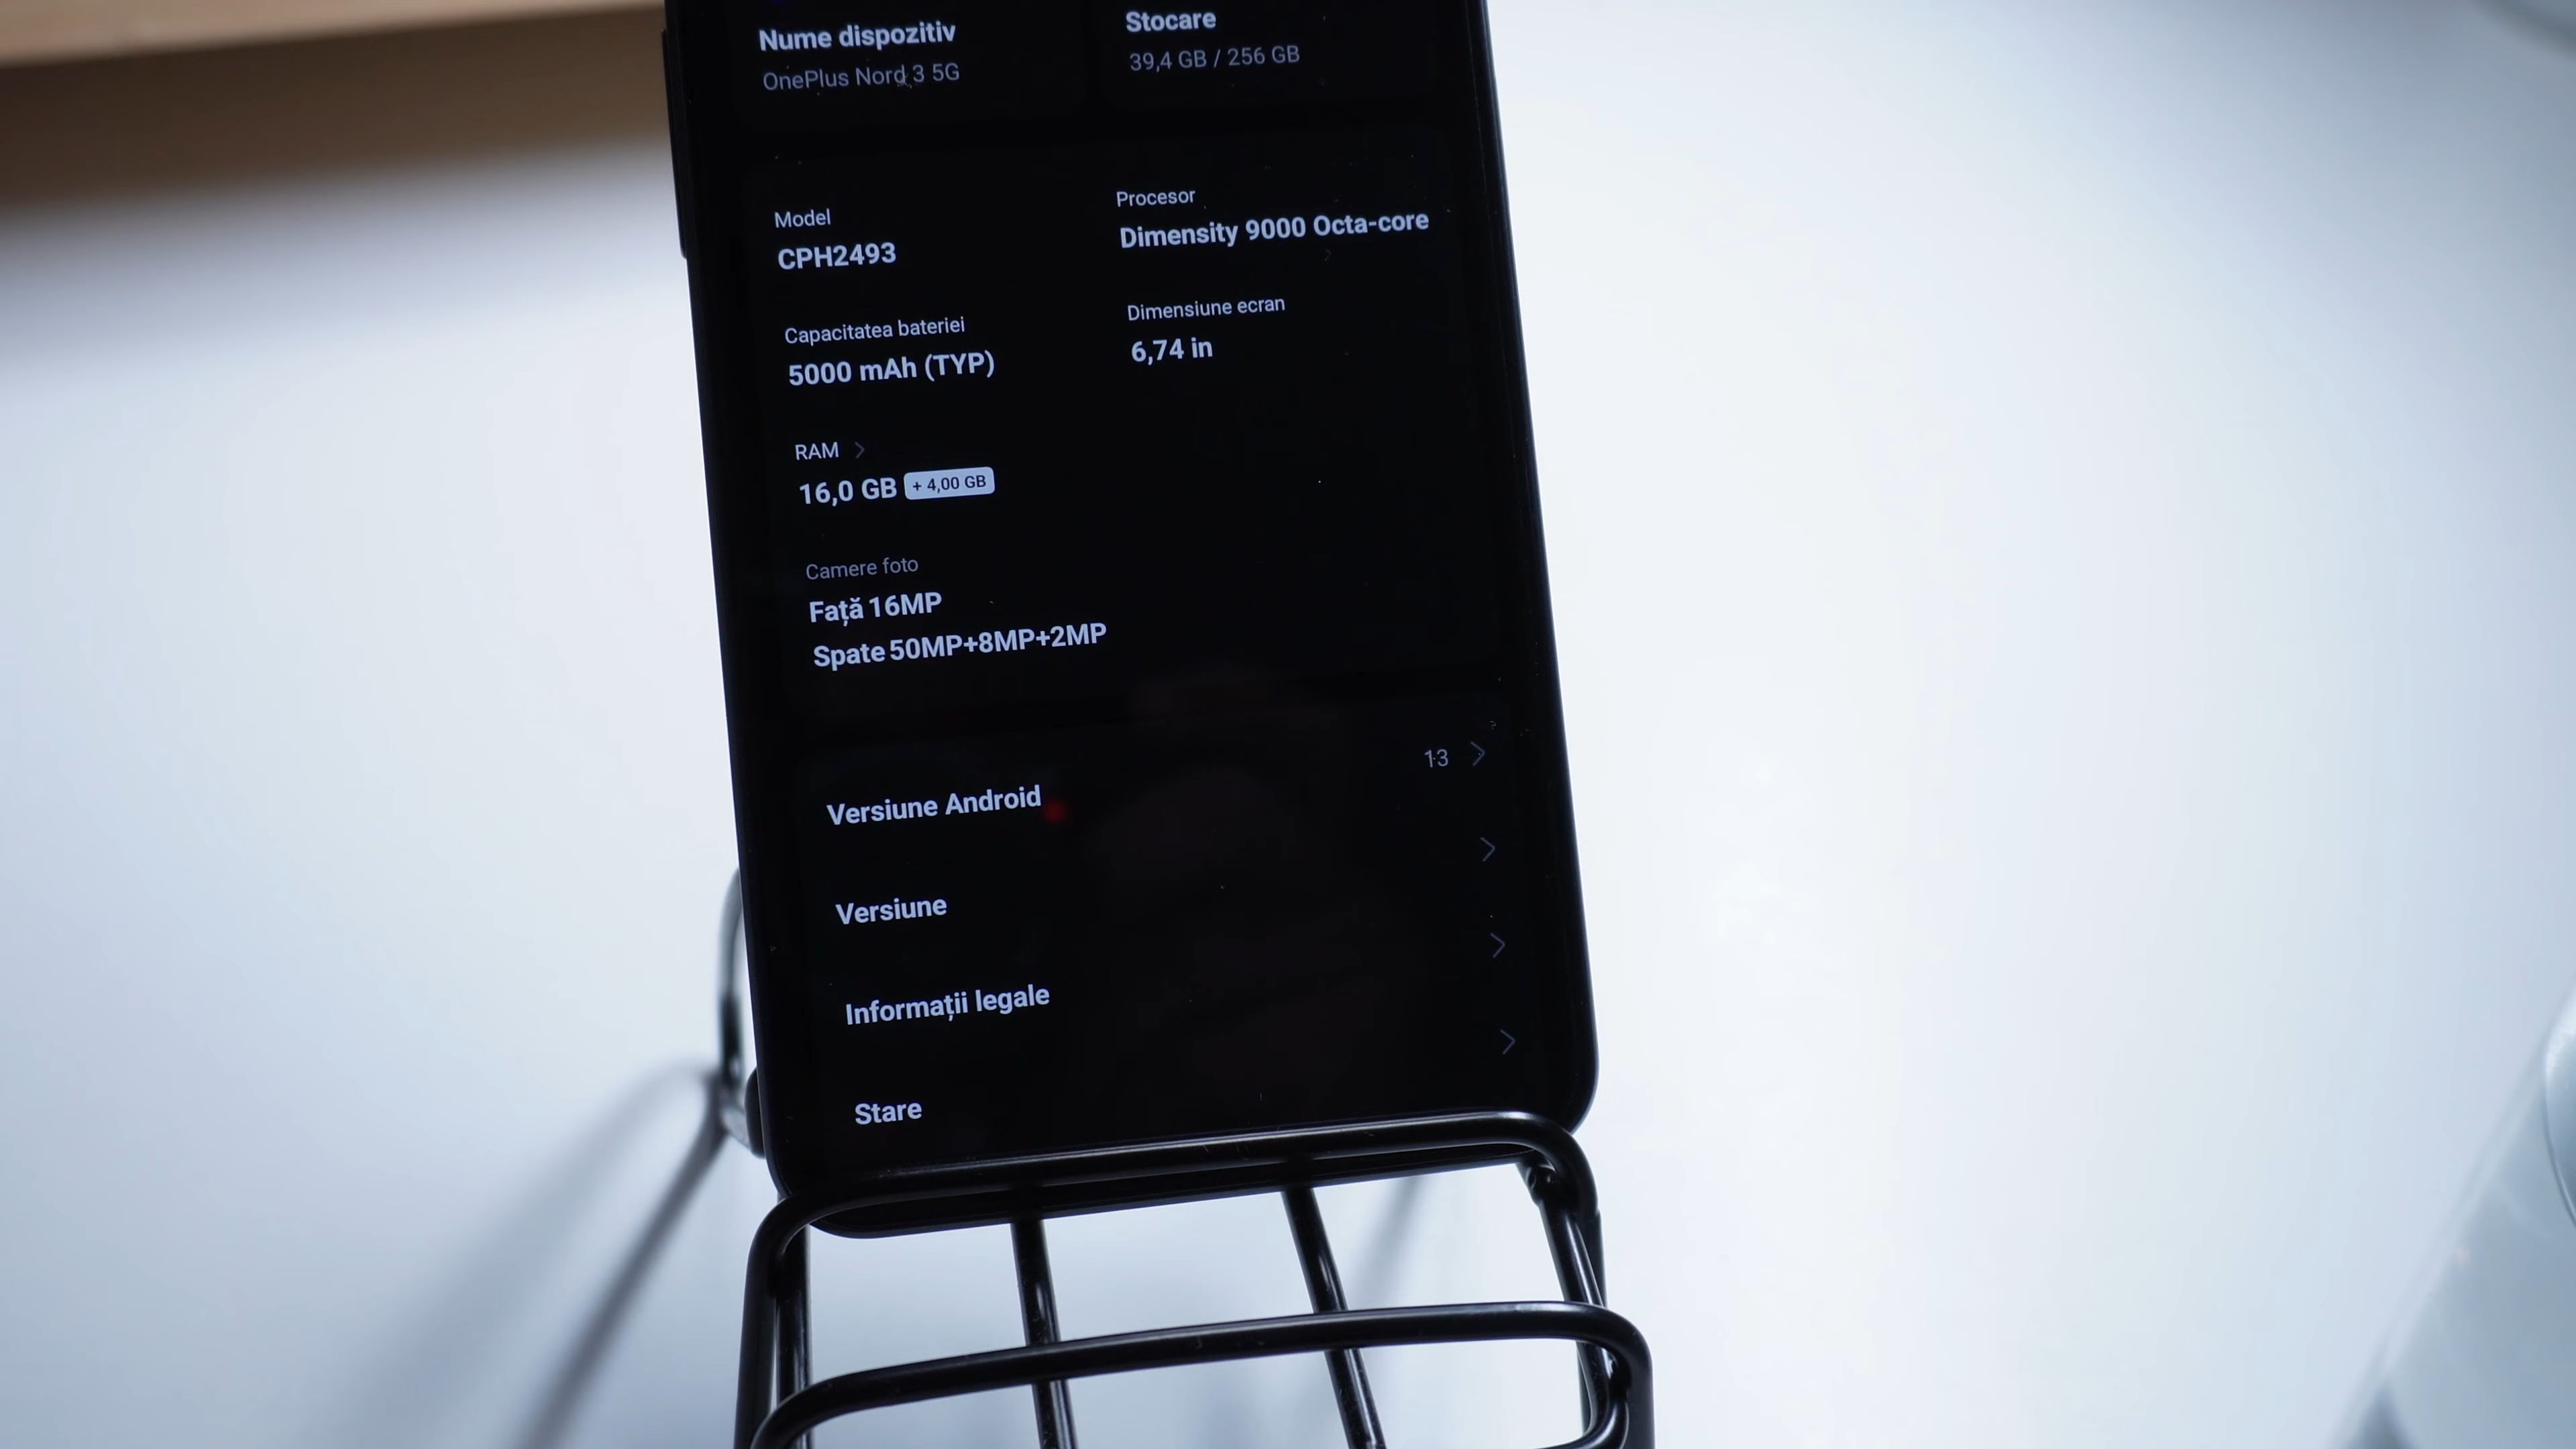 Nume dispozitiv
OnePlus Nord 3 5G
Stocare
39,4 GB / 256 GB
Model
CPH2493
Procesor
Dimensity 9000 Octa-core
Capacitatea bateriei
5000 mAh (TYP)
Dimensiune ecran
6,74 in
RAM >
16,0 GB + 4,00 GB
Camere foto
Față 16MP
Spate 50MP+8MP+2MP
Versiune Android 13 >
Versiune >
Informații legale >
Stare >